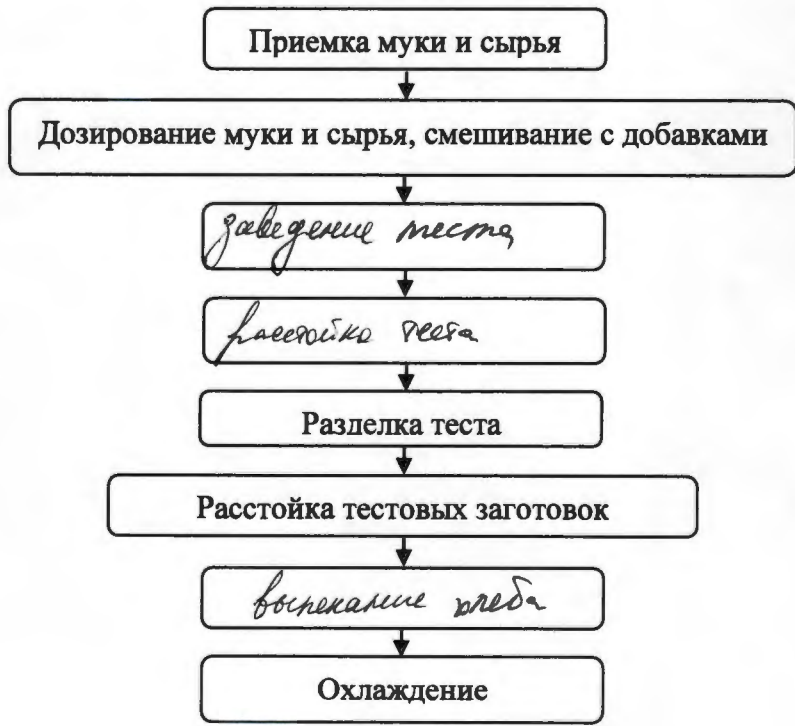 Приемка муки и сырья
Дозирование муки и сырья, смешивание с добавками
заведение теста
расстойка теста
Разделка теста
Расстойка тестовых заготовок
выпекание хлеба
Охлаждение